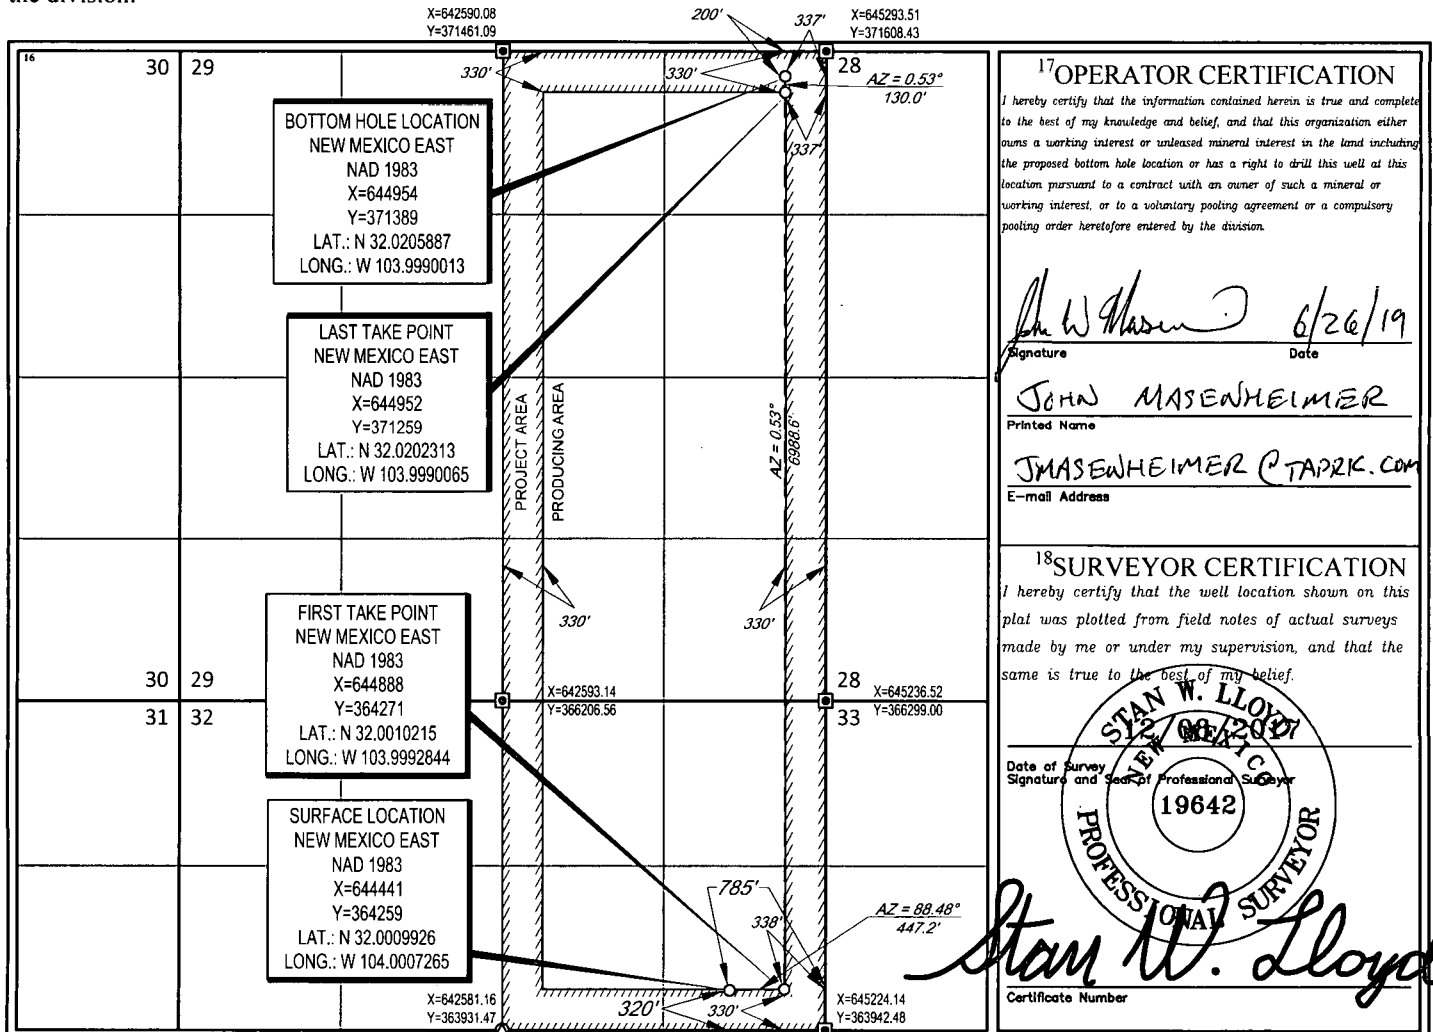 the division.
X=642590.08
Y=371461.09
200'
337'
X=645293.51
Y=371608.43
16
30 29
330'
330'
28
AZ = 0.53°
130.0'
337'
BOTTOM HOLE LOCATION
NEW MEXICO EAST
NAD 1983
X=644954
Y=371389
LAT.: N 32.0205887
LONG.: W 103.9990013
LAST TAKE POINT
NEW MEXICO EAST
NAD 1983
X=644952
Y=371259
LAT.: N 32.0202313
LONG.: W 103.9990065
PROJECT AREA
PRODUCING AREA
AZ = 0.53°
6988.6'
330'
330'
FIRST TAKE POINT
NEW MEXICO EAST
NAD 1983
X=644888
Y=364271
LAT.: N 32.0010215
LONG.: W 103.9992844
30 29
31 32
X=642593.14
Y=366206.56
28
33
X=645236.52
Y=366299.00
SURFACE LOCATION
NEW MEXICO EAST
NAD 1983
X=644441
Y=364259
LAT.: N 32.0009926
LONG.: W 104.0007265
785'
338'
AZ = 88.48°
447.2'
X=642581.16
Y=363931.47
320'
330'
X=645224.14
Y=363942.48
17 OPERATOR CERTIFICATION
I hereby certify that the information contained herein is true and complete
to the best of my knowledge and belief, and that this organization either
owns a working interest or unleased mineral interest in the land including
the proposed bottom hole location or has a right to drill this well at this
location pursuant to a contract with an owner of such a mineral or
working interest, or to a voluntary pooling agreement or a compulsory
pooling order heretofore entered by the division.
John W Masen 6/26/19
Signature Date
JOHN MASENHEIMER
Printed Name
JMASENHEIMER@TAPRK.COM
E-mail Address
18 SURVEYOR CERTIFICATION
I hereby certify that the well location shown on this
plat was plotted from field notes of actual surveys
made by me or under my supervision, and that the
same is true to the best of my belief.
12/08/2017
Date of Survey
Signature and Seal of Professional Surveyor
STAN W. LLOYD
NEW MEXICO
19642
PROFESSIONAL SURVEYOR
Stan W. Lloyd
Certificate Number